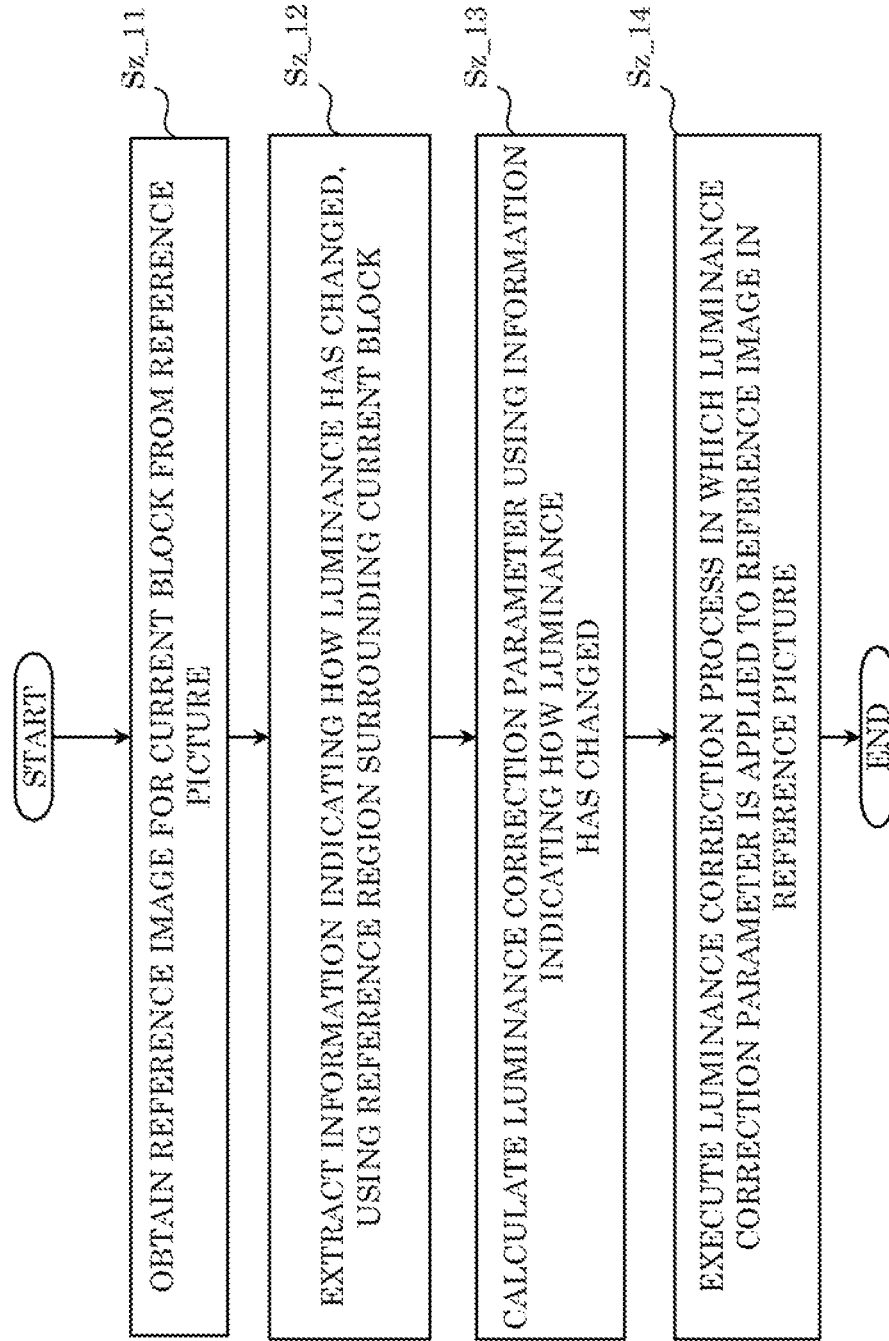 START
OBTAIN REFERENCE IMAGE FOR CURRENT BLOCK FROM REFERENCE
PICTURE
Sz_11
EXTRACT INFORMATION INDICATING HOW LUMINANCE HAS CHANGED,
USING REFERENCE REGION SURROUNDING CURRENT BLOCK
Sz_12
CALCULATE LUMINANCE CORRECTION PARAMETER USING INFORMATION
INDICATING HOW LUMINANCE
HAS CHANGED
Sz_13
EXECUTE LUMINANCE CORRECTION PROCESS IN WHICH LUMINANCE
CORRECTION PARAMETER IS APPLIED TO REFERENCE IMAGE IN
REFERENCE PICTURE
Sz_14
END